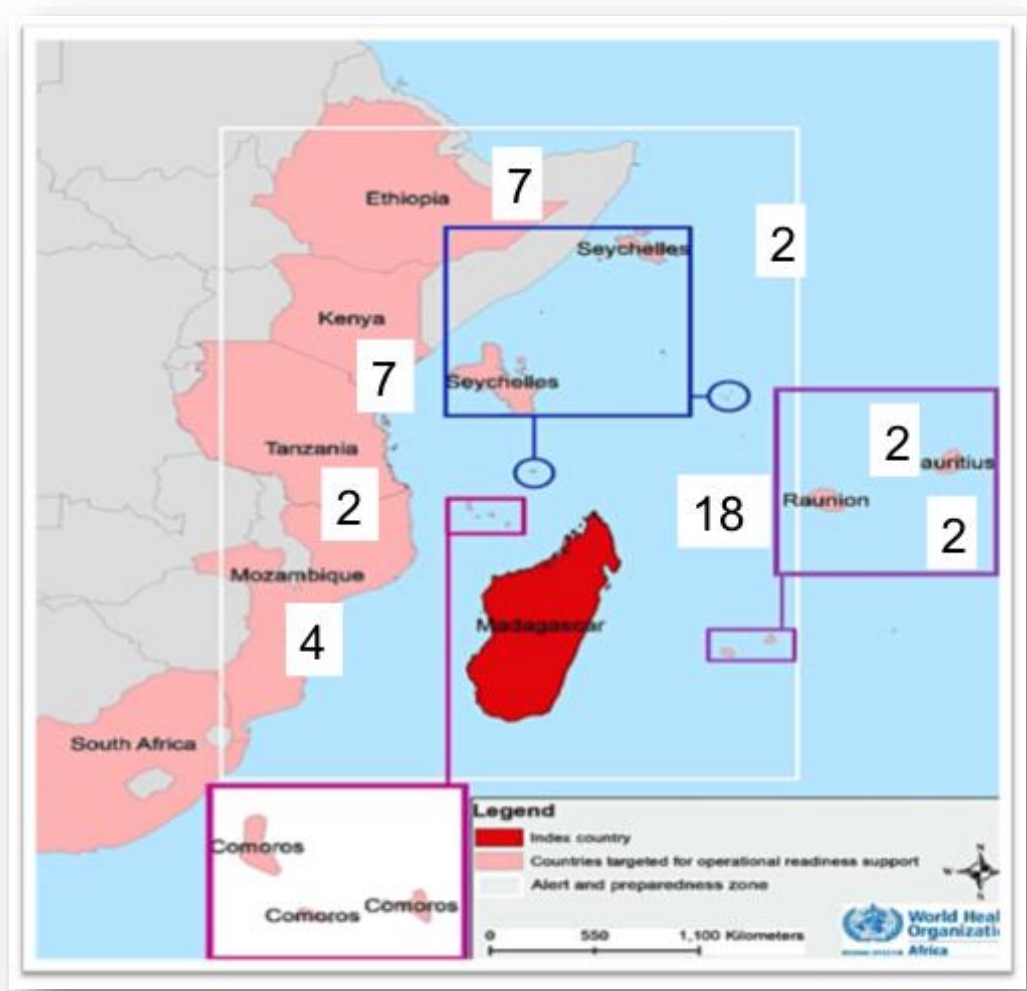 7
Ethiopia
2
Seychelles
Kenya
7
Seychelles
2
auritius
Tanzania
Raunion
2
18
2
Mozambique
Madagascar
4
South Africa
Legend
Index country
Countries targeted for operational readiness support
Alert and preparedness zone
Comoros
Comoros
Comoros
N
W
S
0 550 1,100 Kilometers
World Heal
Organizati
Africa